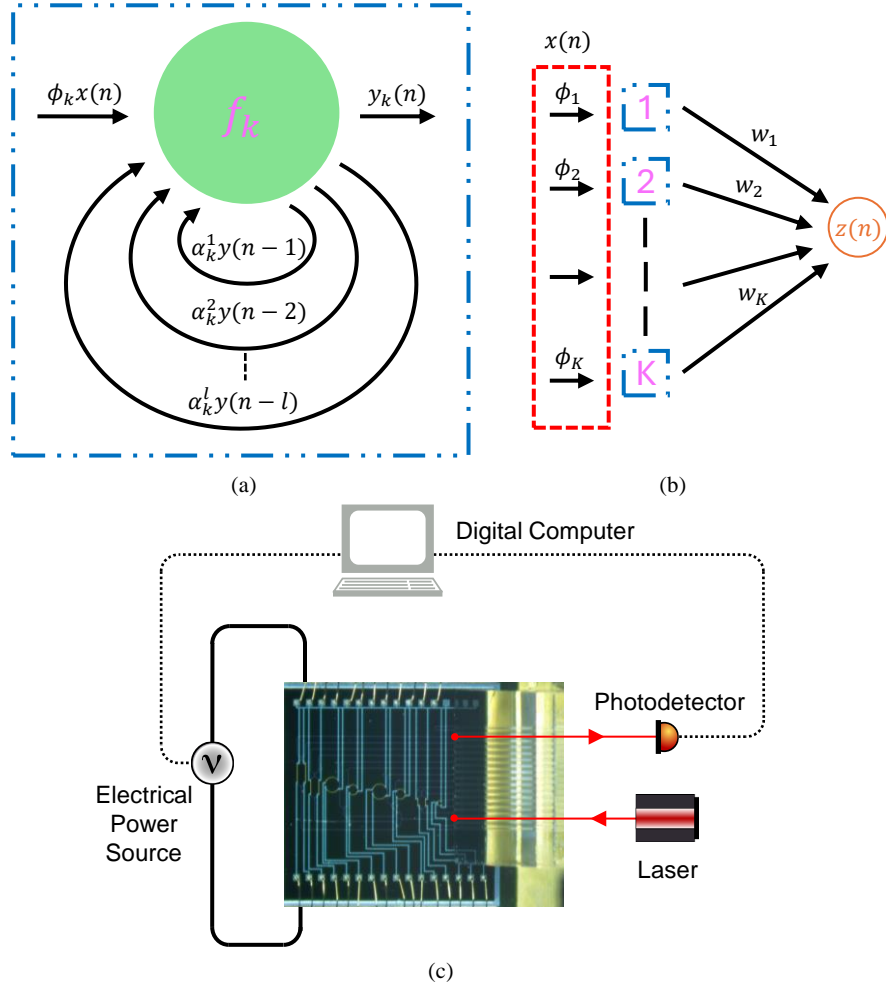 ϕ_k x(n)
f_k
y_k(n)
α_k^1 y(n − 1)
α_k^2 y(n − 2)
α_k^l y(n − l)
(a)
x(n)
ϕ_1
1
w_1
ϕ_2
2
w_2
z(n)
w_K
ϕ_K
K
(b)
Digital Computer
Photodetector
V
Electrical
Power
Source
Laser
(c)